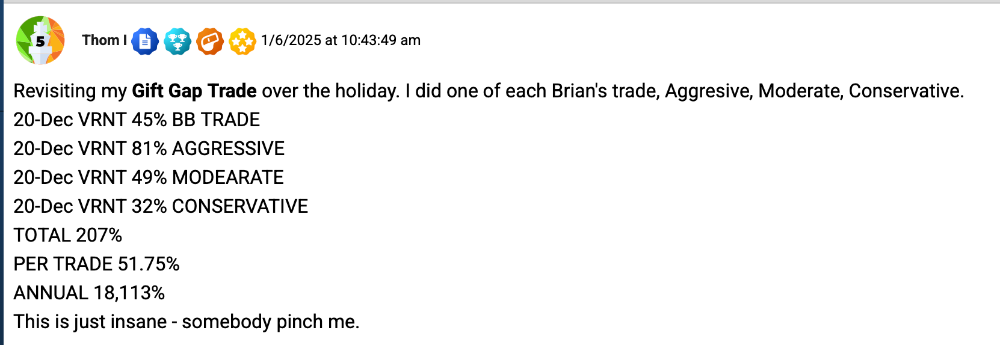 5
Thom I 1/6/2025 at 10:43:49 am
Revisiting my Gift Gap Trade over the holiday. I did one of each Brian's trade, Aggresive, Moderate, Conservative.
20-Dec VRNT 45% BB TRADE
20-Dec VRNT 81% AGGRESSIVE
20-Dec VRNT 49% MODEARATE
20-Dec VRNT 32% CONSERVATIVE
TOTAL 207%
PER TRADE 51.75%
ANNUAL 18,113%
This is just insane - somebody pinch me.